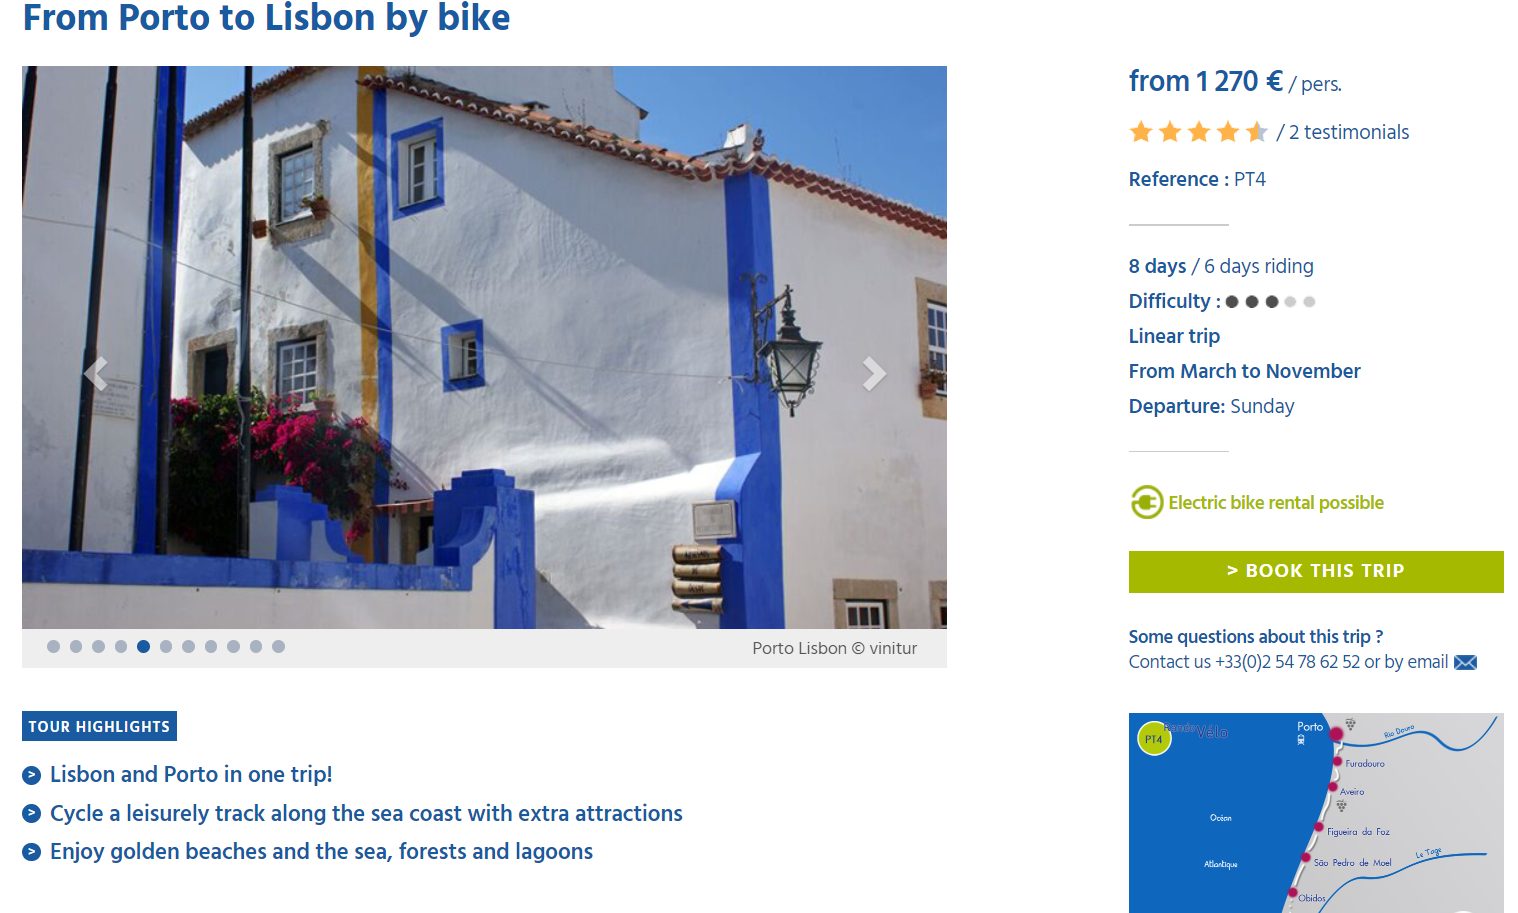 From Porto to Lisbon by bike
Porto Lisbon © vinitur
TOUR HIGHLIGHTS
Lisbon and Porto in one trip!
Cycle a leisurely track along the sea coast with extra attractions
Enjoy golden beaches and the sea, forests and lagoons
from 1 270 € / pers.
/ 2 testimonials
Reference : PT4
8 days / 6 days riding
Difficulty :
Linear trip
From March to November
Departure: Sunday
Electric bike rental possible
> BOOK THIS TRIP
Some questions about this trip ?
Contact us +33(0)2 54 78 62 52 or by email
PT4
Rando Vélo
Porto
Rio Douro
Furadouro
Aveiro
Océan
Figueira da Foz
Atlantique
São Pedro de Moel
Le Tage
Obidos